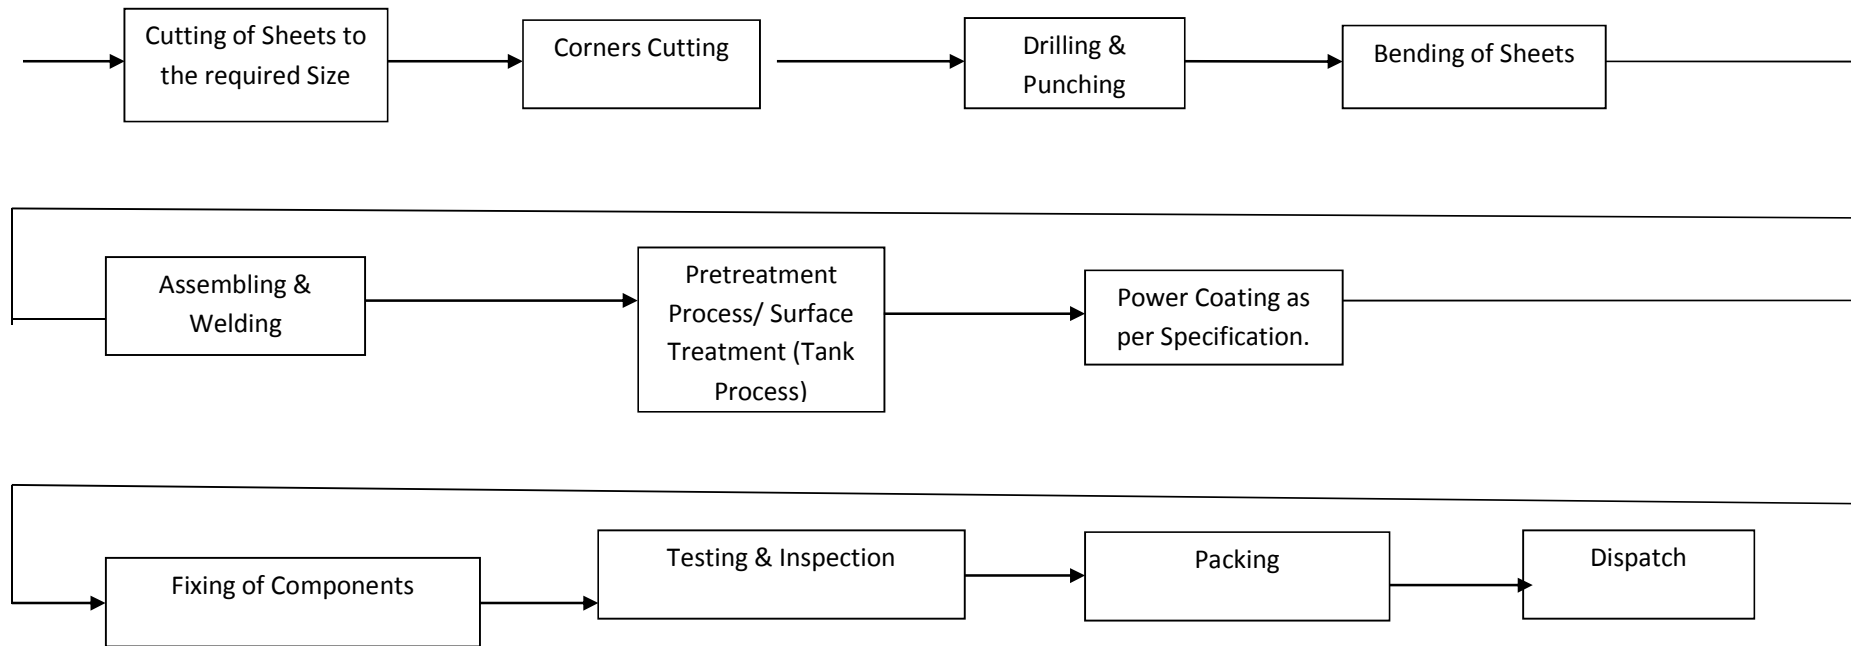 Cutting of Sheets to
the required Size
Corners Cutting
Drilling &
Punching
Bending of Sheets
Assembling &
Welding
Pretreatment
Process/ Surface
Treatment (Tank
Process)
Power Coating as
per Specification.
Fixing of Components
Testing & Inspection
Packing
Dispatch